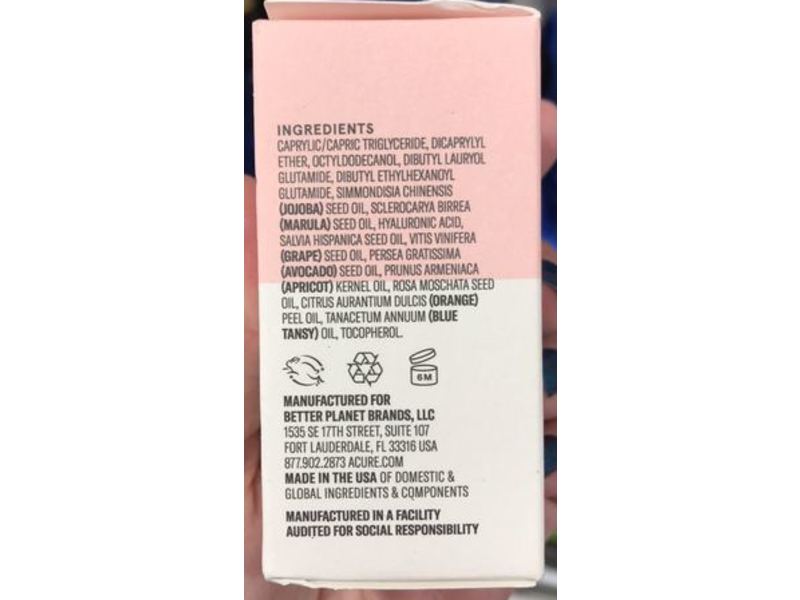 INGREDIENTS
CAPRYLIC/CAPRIC TRIGLYCERIDE, DICAPRYLYL
ETHER, OCTYLDODECANOL, DIBUTYL LAUROYL
GLUTAMIDE, DIBUTYL ETHYLHEXANOYL
GLUTAMIDE, SIMMONDISIA CHINENSIS
(JOJOBA) SEED OIL, SCLEROCARYA BIRREA
(MARULA) SEED OIL, HYALURONIC ACID,
SALVIA HISPANICA SEED OIL, VITIS VINIFERA
(GRAPE) SEED OIL, PERSEA GRATISSIMA
(AVOCADO) SEED OIL, PRUNUS ARMENIACA
(APRICOT) KERNEL OIL, ROSA MOSCHATA SEED
OIL, CITRUS AURANTIUM DULCIS (ORANGE)
PEEL OIL, TANACETUM ANNUUM (BLUE
TANSY) OIL, TOCOPHEROL.
6M
MANUFACTURED FOR
BETTER PLANET BRANDS, LLC
1535 SE 17TH STREET, SUITE 107
FORT LAUDERDALE, FL 33316 USA
877.902.2873 ACURE.COM
MADE IN THE USA OF DOMESTIC &
GLOBAL INGREDIENTS & COMPONENTS
MANUFACTURED IN A FACILITY
AUDITED FOR SOCIAL RESPONSIBILITY